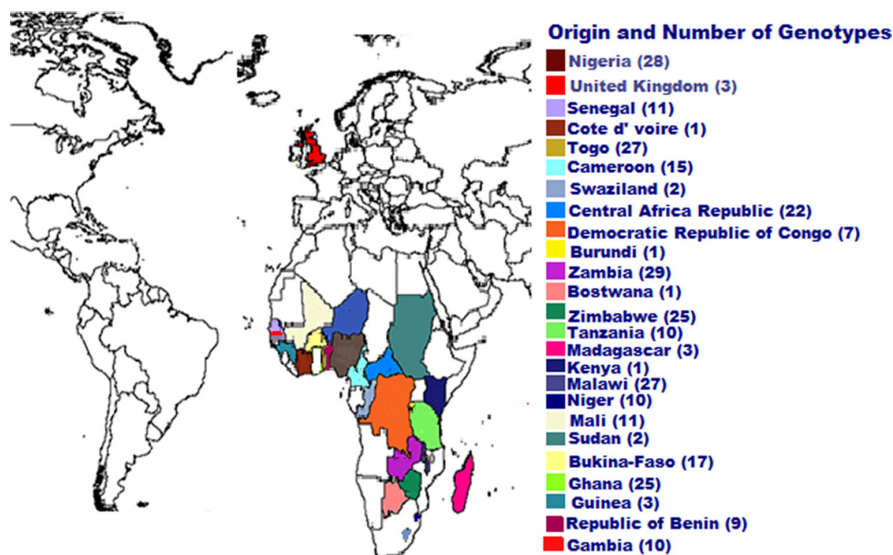 Origin and Number of Genotypes
Nigeria (28)
United Kingdom (3)
Senegal (11)
Cote d' voire (1)
Togo (27)
Cameroon (15)
Swaziland (2)
Central Africa Republic (22)
Democratic Republic of Congo (7)
Burundi (1)
Zambia (29)
Bostwana (1)
Zimbabwe (25)
Tanzania (10)
Madagascar (3)
Kenya (1)
Malawi (27)
Niger (10)
Mali (11)
Sudan (2)
Bukina-Faso (17)
Ghana (25)
Guinea (3)
Republic of Benin (9)
Gambia (10)